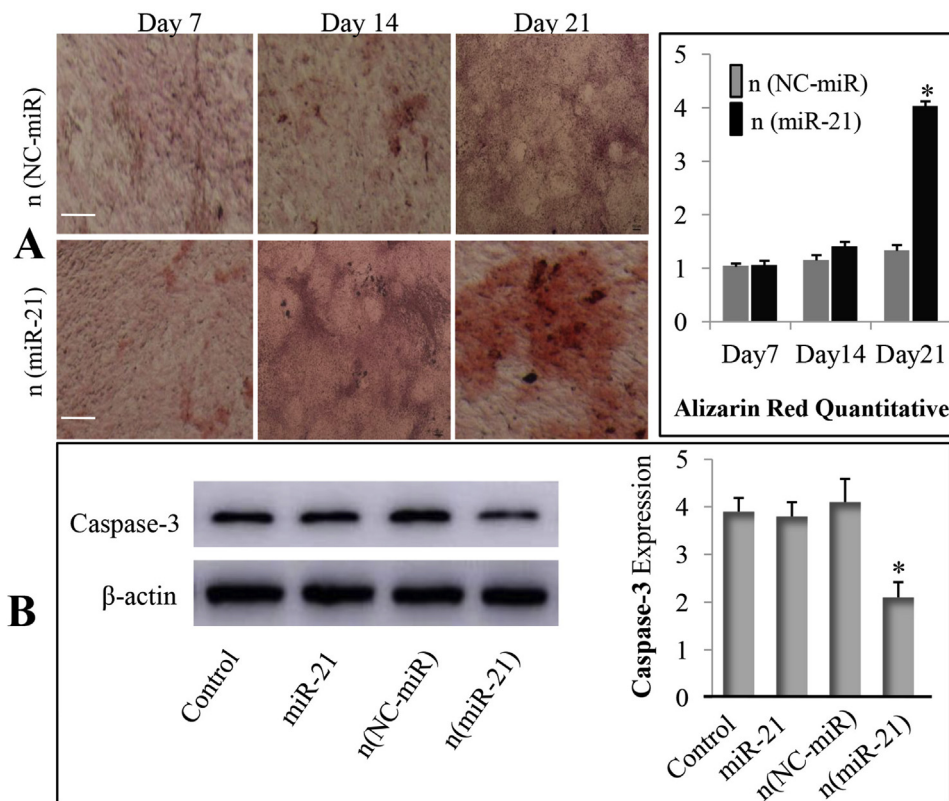 Day 7 Day 14 Day 21
n (NC-miR)
A
n (miR-21)
5
4
3
2
1
0
n (NC-miR)
n (miR-21)
*
Day7 Day14 Day21
Alizarin Red Quantitative
B
Caspase-3
β-actin
Control miR-21 n(NC-miR) n(miR-21)
Caspase-3 Expression
5
4
3
2
1
0
*
Control miR-21 n(NC-miR) n(miR-21)